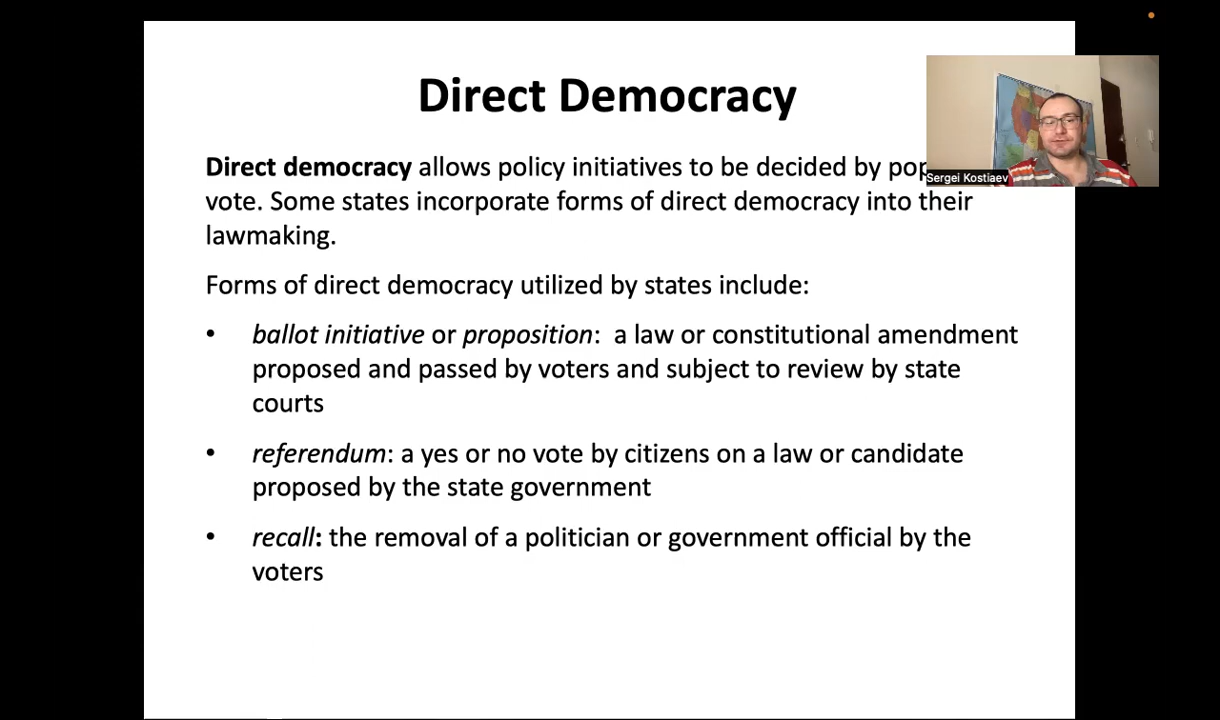 Direct Democracy
Direct democracy allows policy initiatives to be decided by
Sergei Kostiaev
vote. Some states incorporate forms of direct democracy into their
lawmaking.
Forms of direct democracy utilized by states include:
• ballot initiative or proposition: a law or constitutional amendment
proposed and passed by voters and subject to review by state
courts
• referendum: a yes or no vote by citizens on a law or candidate
proposed by the state government
• recall: the removal of a politician or government official by the
voters